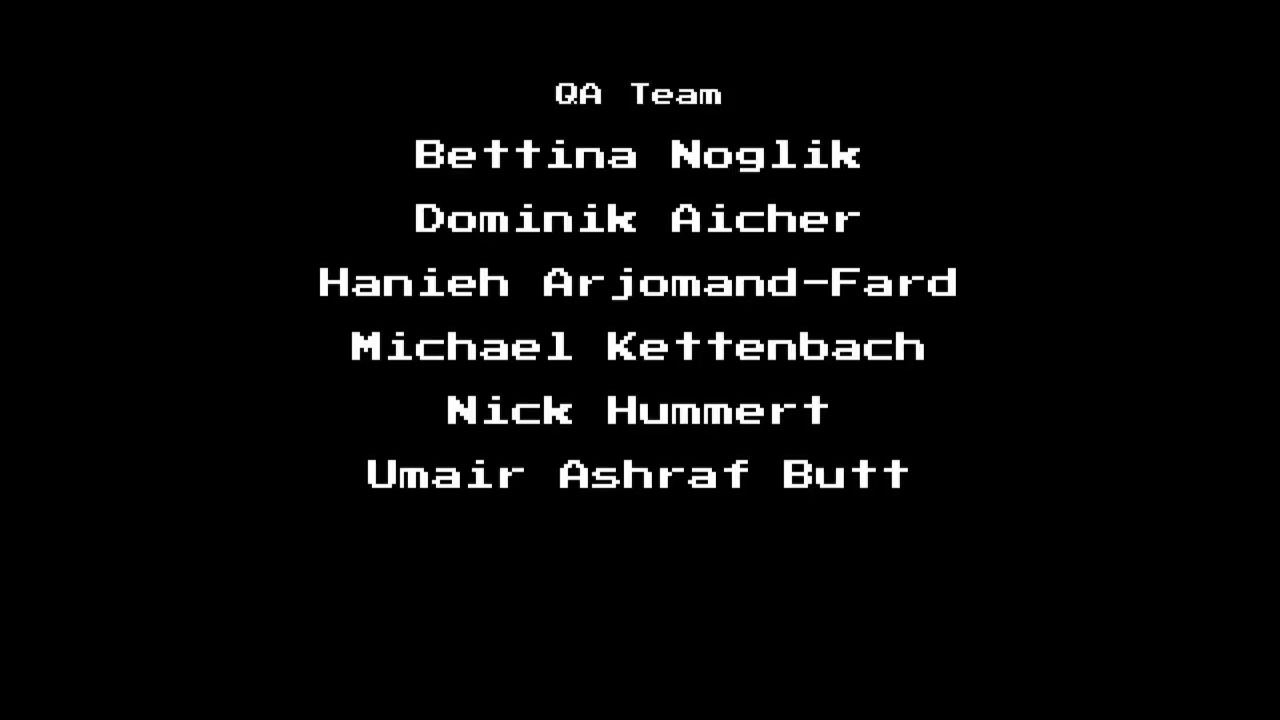 QA Team
Bettina Noglik
Dominik Aicher
Hanieh Arjomand-Fard
Michael Kettenbach
Nick Hummert
Umair Ashraf Butt